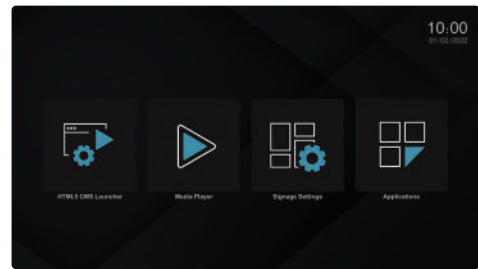 10:00
01/02/2022
HTML5 CMS Launcher
Media Player
Signage Settings
Applications